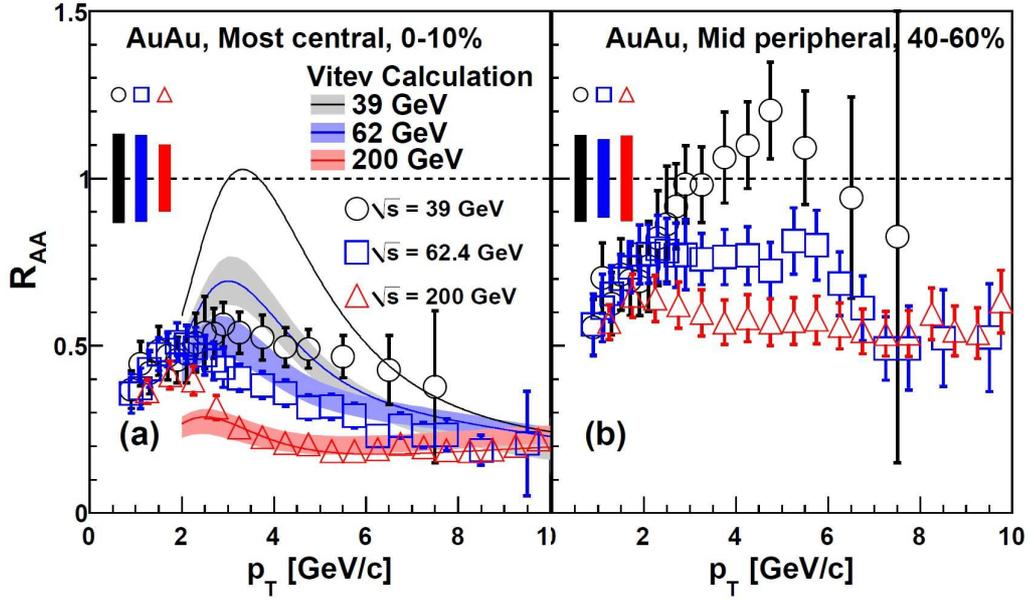 1.5
1
0.5
0
R_AA
AuAu, Most central, 0-10%
Vitev Calculation
39 GeV
62 GeV
200 GeV
√s = 39 GeV
√s = 62.4 GeV
√s = 200 GeV
(a)
0 2 4 6 8
p_T [GeV/c]
AuAu, Mid peripheral, 40-60%
(b)
2 4 6 8 10
p_T [GeV/c]